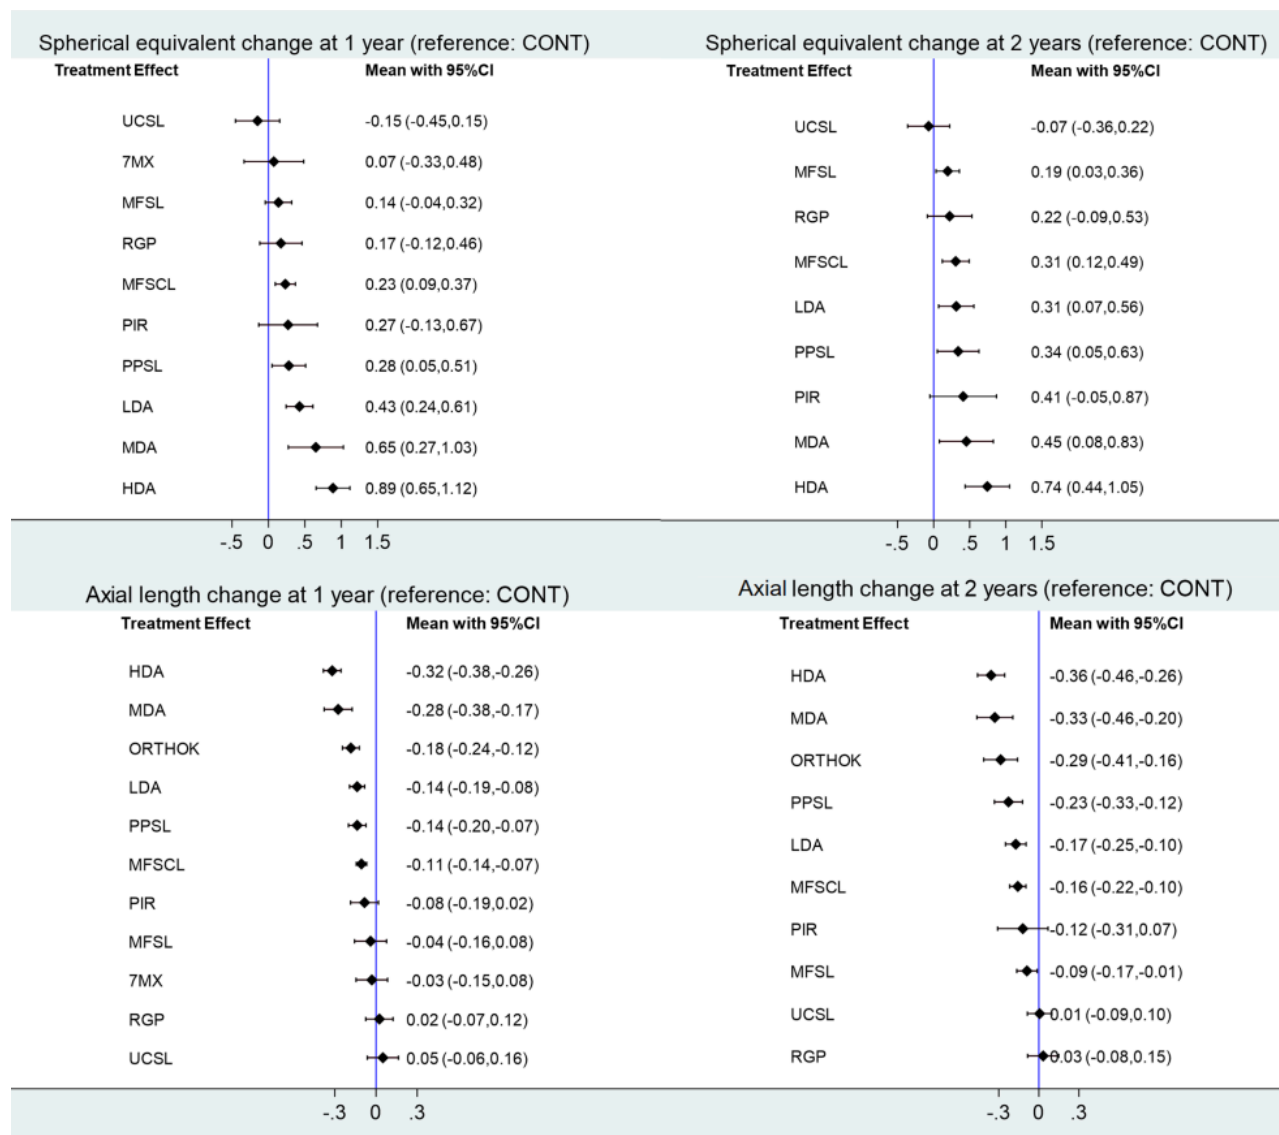 Spherical equivalent change at 1 year (reference: CONT)
Treatment Effect Mean with 95%CI
UCSL -0.15 (-0.45,0.15)
7MX 0.07 (-0.33,0.48)
MFSL 0.14 (-0.04,0.32)
RGP 0.17 (-0.12,0.46)
MFSCL 0.23 (0.09,0.37)
PIR 0.27 (-0.13,0.67)
PPSL 0.28 (0.05,0.51)
LDA 0.43 (0.24,0.61)
MDA 0.65 (0.27,1.03)
HDA 0.89 (0.65,1.12)
-.5 0 .5 1 1.5
Spherical equivalent change at 2 years (reference: CONT)
Treatment Effect Mean with 95%CI
UCSL -0.07 (-0.36,0.22)
MFSL 0.19 (0.03,0.36)
RGP 0.22 (-0.09,0.53)
MFSCL 0.31 (0.12,0.49)
LDA 0.31 (0.07,0.56)
PPSL 0.34 (0.05,0.63)
PIR 0.41 (-0.05,0.87)
MDA 0.45 (0.08,0.83)
HDA 0.74 (0.44,1.05)
-.5 0 .5 1 1.5
Axial length change at 1 year (reference: CONT)
Treatment Effect Mean with 95%CI
HDA -0.32 (-0.38,-0.26)
MDA -0.28 (-0.38,-0.17)
ORTHOK -0.18 (-0.24,-0.12)
LDA -0.14 (-0.19,-0.08)
PPSL -0.14 (-0.20,-0.07)
MFSCL -0.11 (-0.14,-0.07)
PIR -0.08 (-0.19,0.02)
MFSL -0.04 (-0.16,0.08)
7MX -0.03 (-0.15,0.08)
RGP 0.02 (-0.07,0.12)
UCSL 0.05 (-0.06,0.16)
-.3 0 .3
Axial length change at 2 years (reference: CONT)
Treatment Effect Mean with 95%CI
HDA -0.36 (-0.46,-0.26)
MDA -0.33 (-0.46,-0.20)
ORTHOK -0.29 (-0.41,-0.16)
PPSL -0.23 (-0.33,-0.12)
LDA -0.17 (-0.25,-0.10)
MFSCL -0.16 (-0.22,-0.10)
PIR -0.12 (-0.31,0.07)
MFSL -0.09 (-0.17,-0.01)
UCSL 0.01 (-0.09,0.10)
RGP 0.03 (-0.08,0.15)
-.3 0 .3